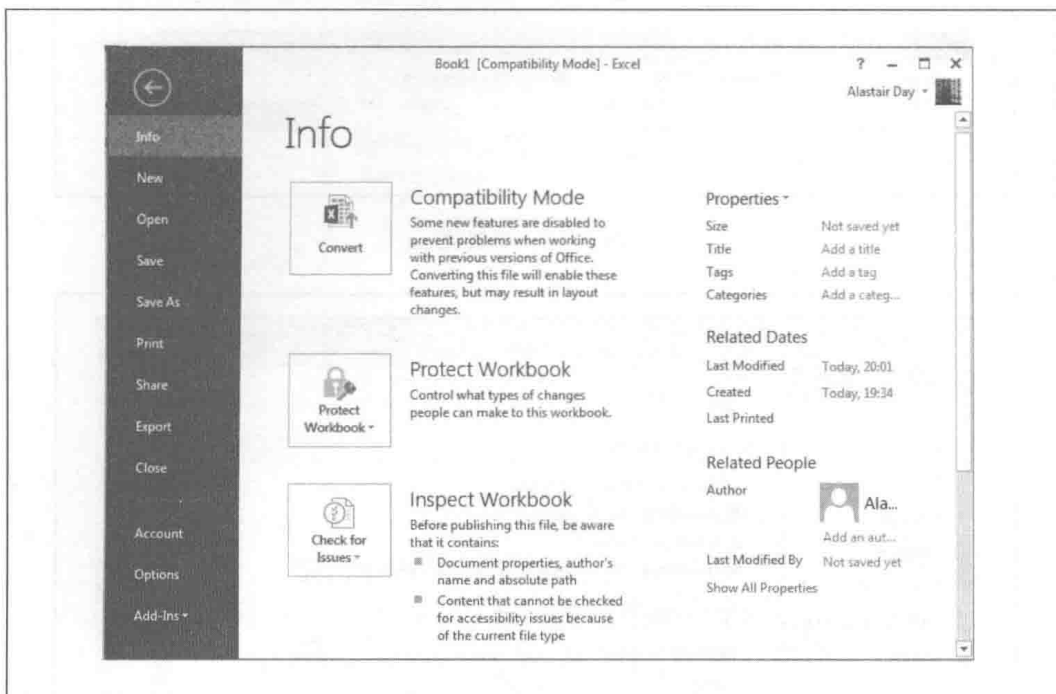 Book1 [Compatibility Mode] - Excel
? – □ ×
Alastair Day
Info
New
Open
Save
Save As
Print
Share
Export
Close
Account
Options
Add-Ins
Info
Convert
Compatibility Mode
Some new features are disabled to
prevent problems when working
with previous versions of Office.
Converting this file will enable these
features, but may result in layout
changes.
Protect
Workbook
Protect Workbook
Control what types of changes
people can make to this workbook.
Check for
Issues
Inspect Workbook
Before publishing this file, be aware
that it contains:
Document properties, author's
name and absolute path
Content that cannot be checked
for accessibility issues because
of the current file type
Properties
Size Not saved yet
Title Add a title
Tags Add a tag
Categories Add a categ...
Related Dates
Last Modified Today, 20:01
Created Today, 19:34
Last Printed
Related People
Author Ala...
Add an aut...
Last Modified By Not saved yet
Show All Properties